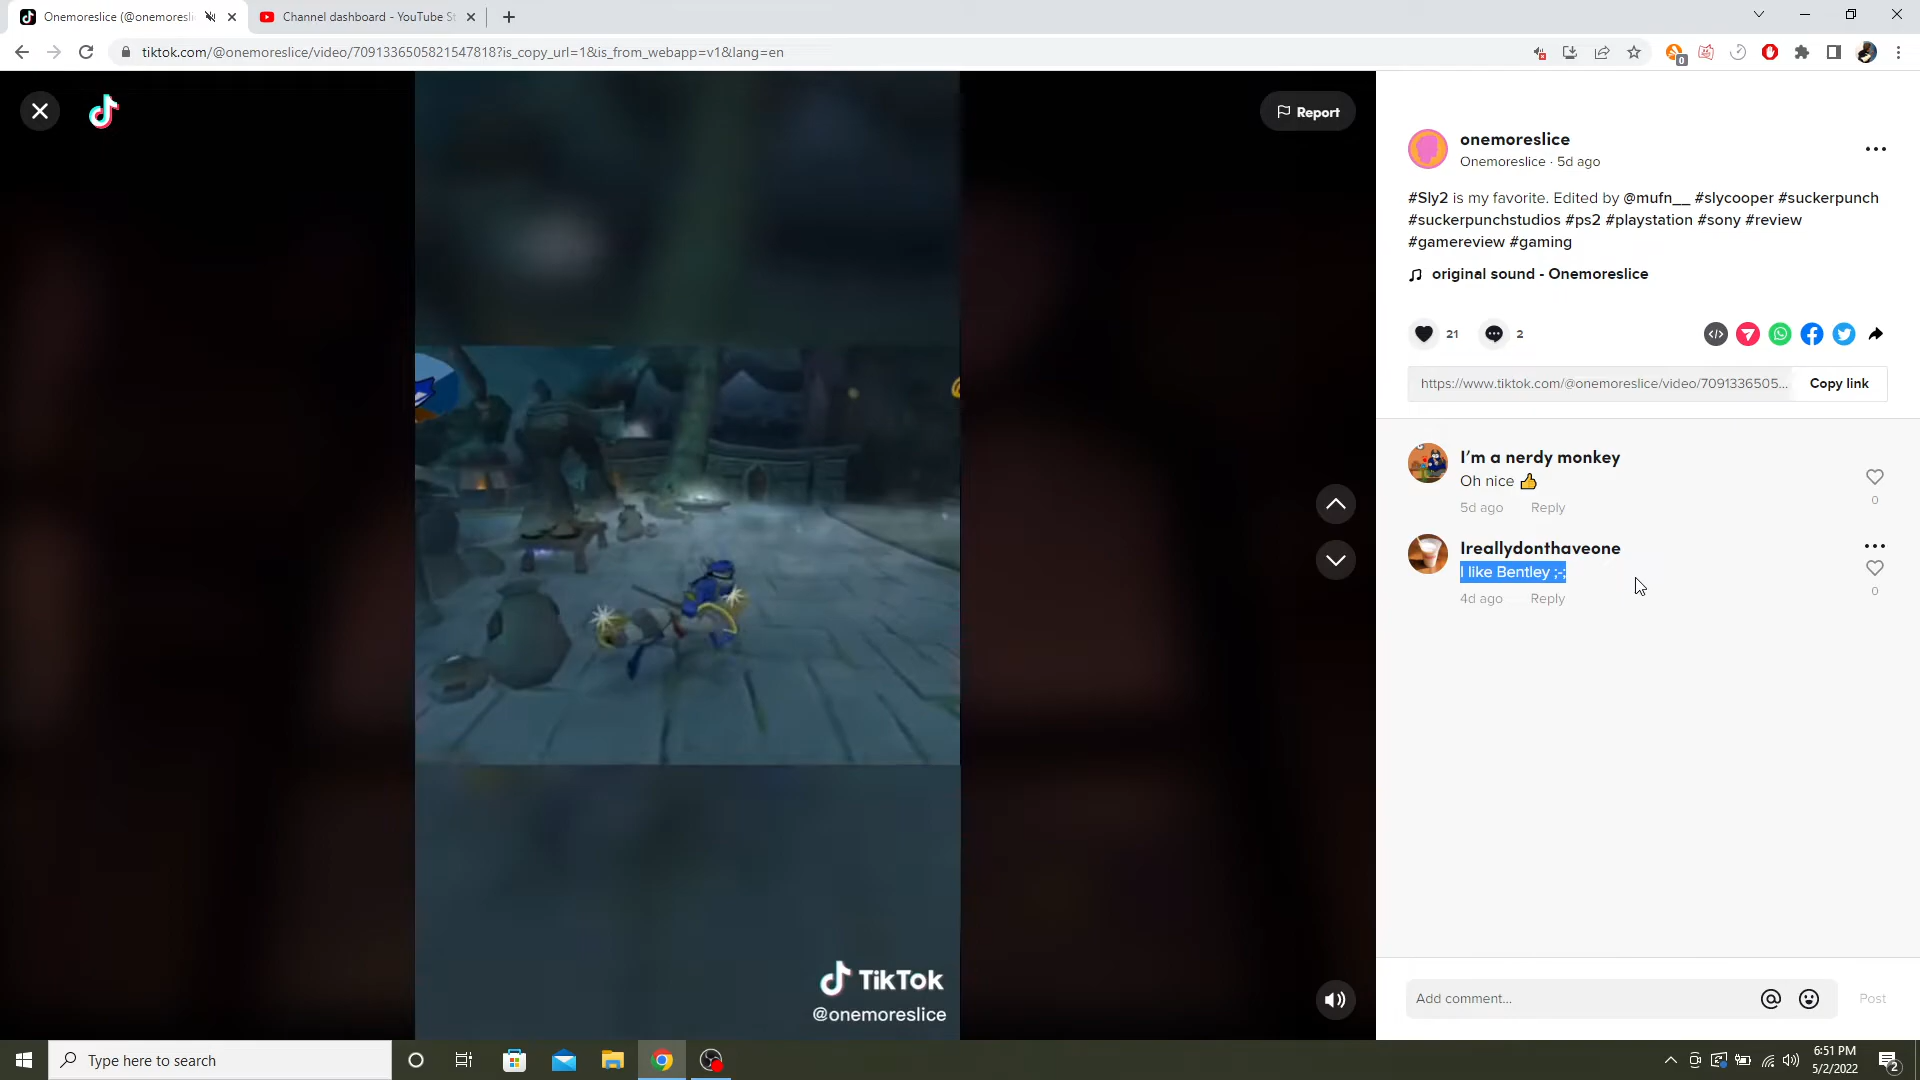 Onemoreslice (@onemoresli
Channel dashboard - YouTube St
tiktok.com/@onemoreslice/video/7091336505821547818?is_copy_url=1&is_from_webapp=v1&lang=en
0
Report
onemoreslice
Onemoreslice · 5d ago
#Sly2 is my favorite. Edited by @mufn__ #slycooper #suckerpunch
#suckerpunchstudios #ps2 #playstation #sony #review
#gamereview #gaming
original sound - Onemoreslice
21
2
https://www.tiktok.com/@onemoreslice/video/7091336505...
Copy link
I'm a nerdy monkey
Oh nice 👍
0
5d ago Reply
Ireallydonthaveone
I like Bentley ;-;
0
4d ago Reply
TikTok
@onemoreslice
Add comment...
Post
Type here to search
6:51 PM
5/2/2022
2